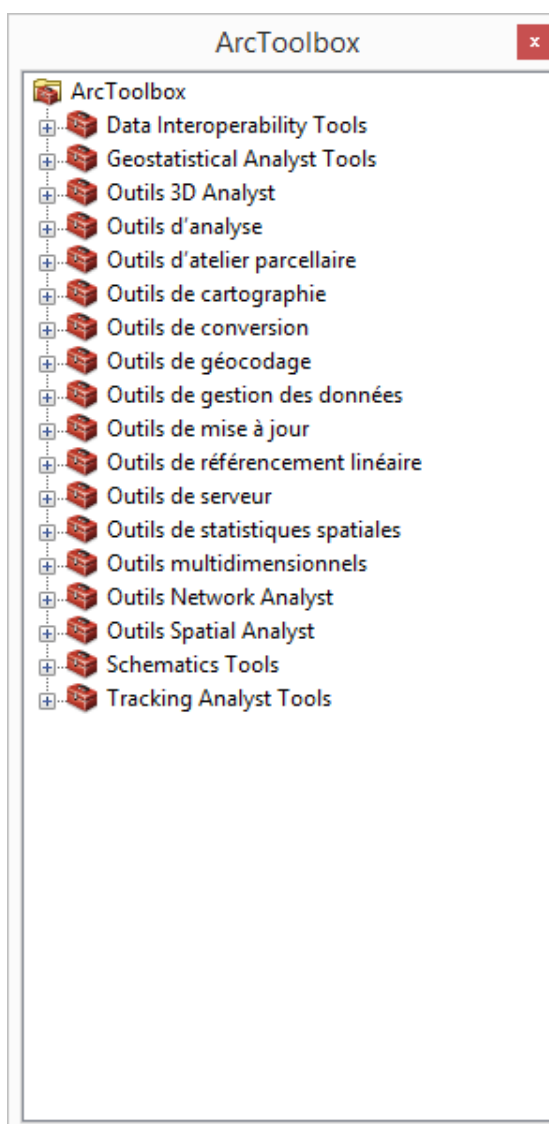 ArcToolbox
x
ArcToolbox
Data Interoperability Tools
Geostatistical Analyst Tools
Outils 3D Analyst
Outils d'analyse
Outils d'atelier parcellaire
Outils de cartographie
Outils de conversion
Outils de géocodage
Outils de gestion des données
Outils de mise à jour
Outils de référencement linéaire
Outils de serveur
Outils de statistiques spatiales
Outils multidimensionnels
Outils Network Analyst
Outils Spatial Analyst
Schematics Tools
Tracking Analyst Tools